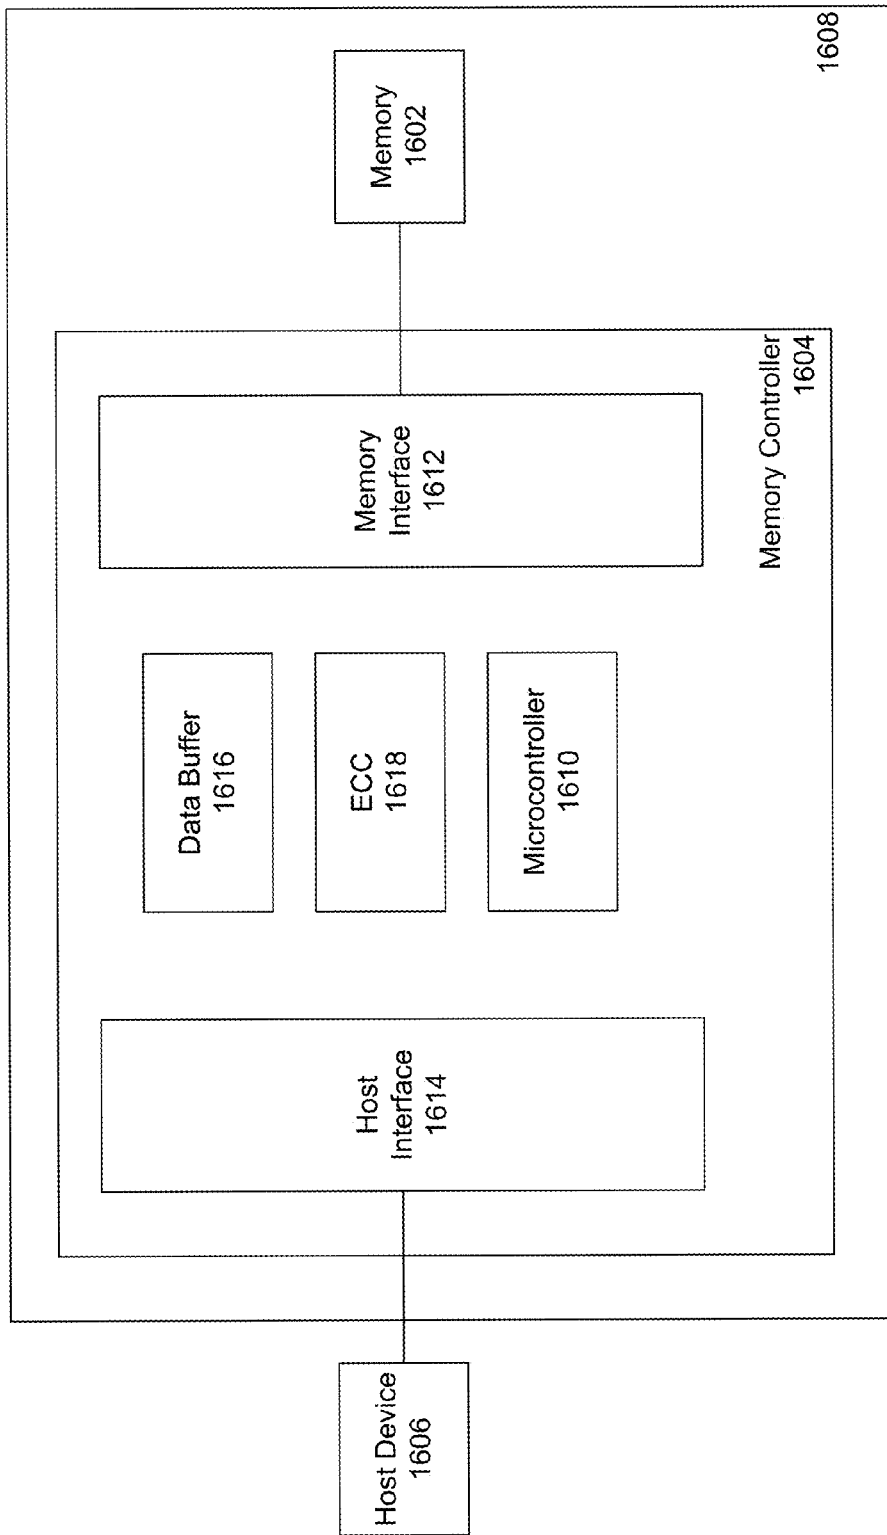 Host Device
1606
Host
Interface
1614
Data Buffer
1616
ECC
1618
Microcontroller
1610
Memory
Interface
1612
Memory Controller
1604
Memory
1602
1608